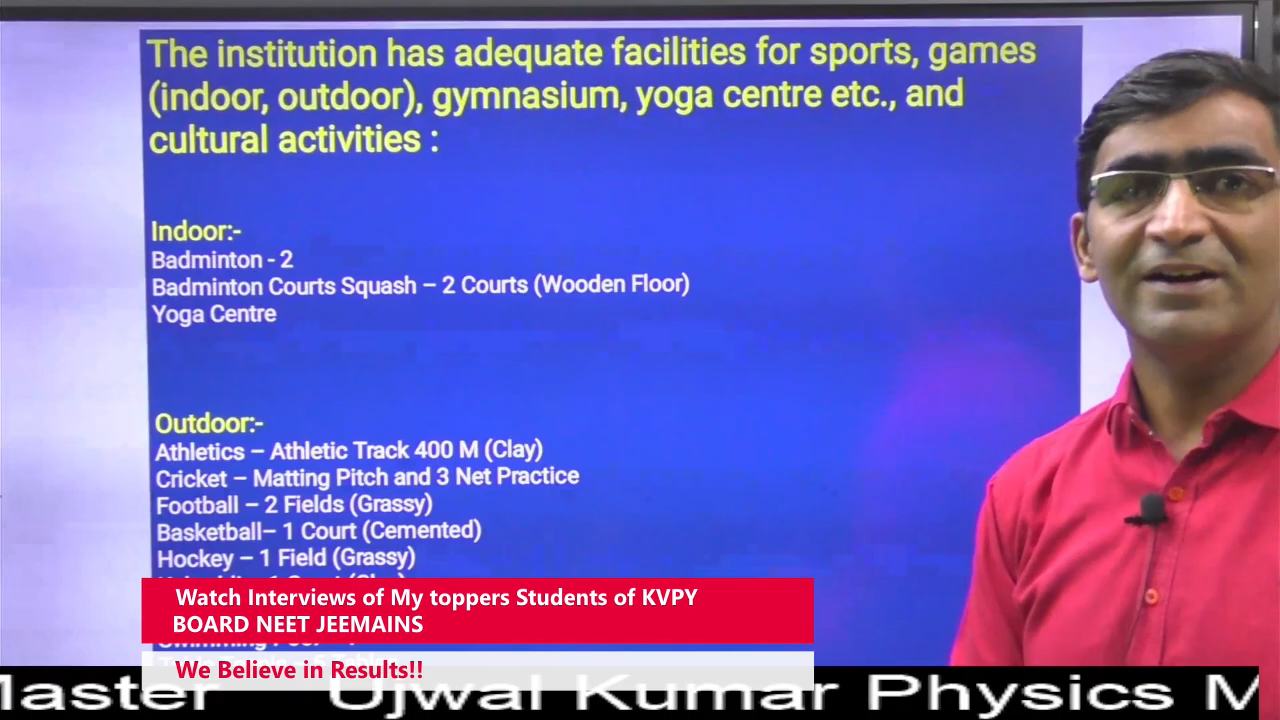 The institution has adequate facilities for sports, games
(indoor, outdoor), gymnasium, yoga centre etc., and
cultural activities :
Indoor:-
Badminton - 2
Badminton Courts Squash – 2 Courts (Wooden Floor)
Yoga Centre
Outdoor:-
Athletics – Athletic Track 400 M (Clay)
Cricket – Matting Pitch and 3 Net Practice
Football – 2 Fields (Grassy)
Basketball– 1 Court (Cemented)
Hockey – 1 Field (Grassy)
Watch Interviews of My toppers Students of KVPY
BOARD NEET JEEMAINS
We Believe in Results!!
Ujwal Kumar Physics M